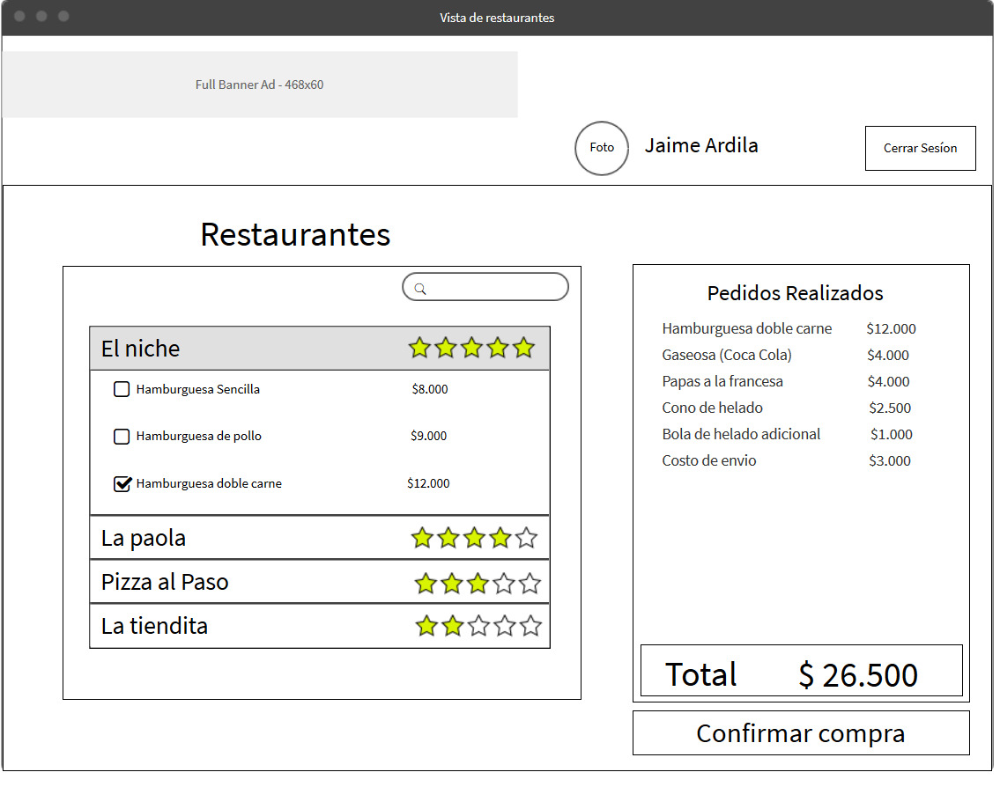 Vista de restaurantes
Full Banner Ad - 468x60
Foto
Jaime Ardila
Cerrar Sesíon
Restaurantes
El niche
Hamburguesa Sencilla $8.000
Hamburguesa de pollo $9.000
Hamburguesa doble carne $12.000
La paola
Pizza al Paso
La tiendita
Pedidos Realizados
Hamburguesa doble carne $12.000
Gaseosa (Coca Cola) $4.000
Papas a la francesa $4.000
Cono de helado $2.500
Bola de helado adicional $1.000
Costo de envio $3.000
Total $ 26.500
Confirmar compra